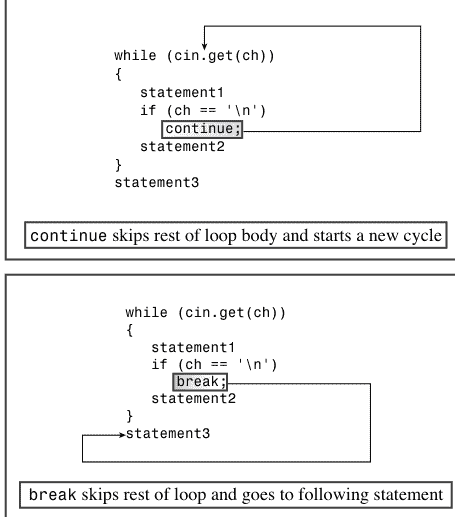 while (cin.get(ch))
{
statement1
if (ch == '\n')
continue;
statement2
}
statement3
continue skips rest of loop body and starts a new cycle
while (cin.get(ch))
{
statement1
if (ch == '\n')
break;
statement2
}
statement3
break skips rest of loop and goes to following statement